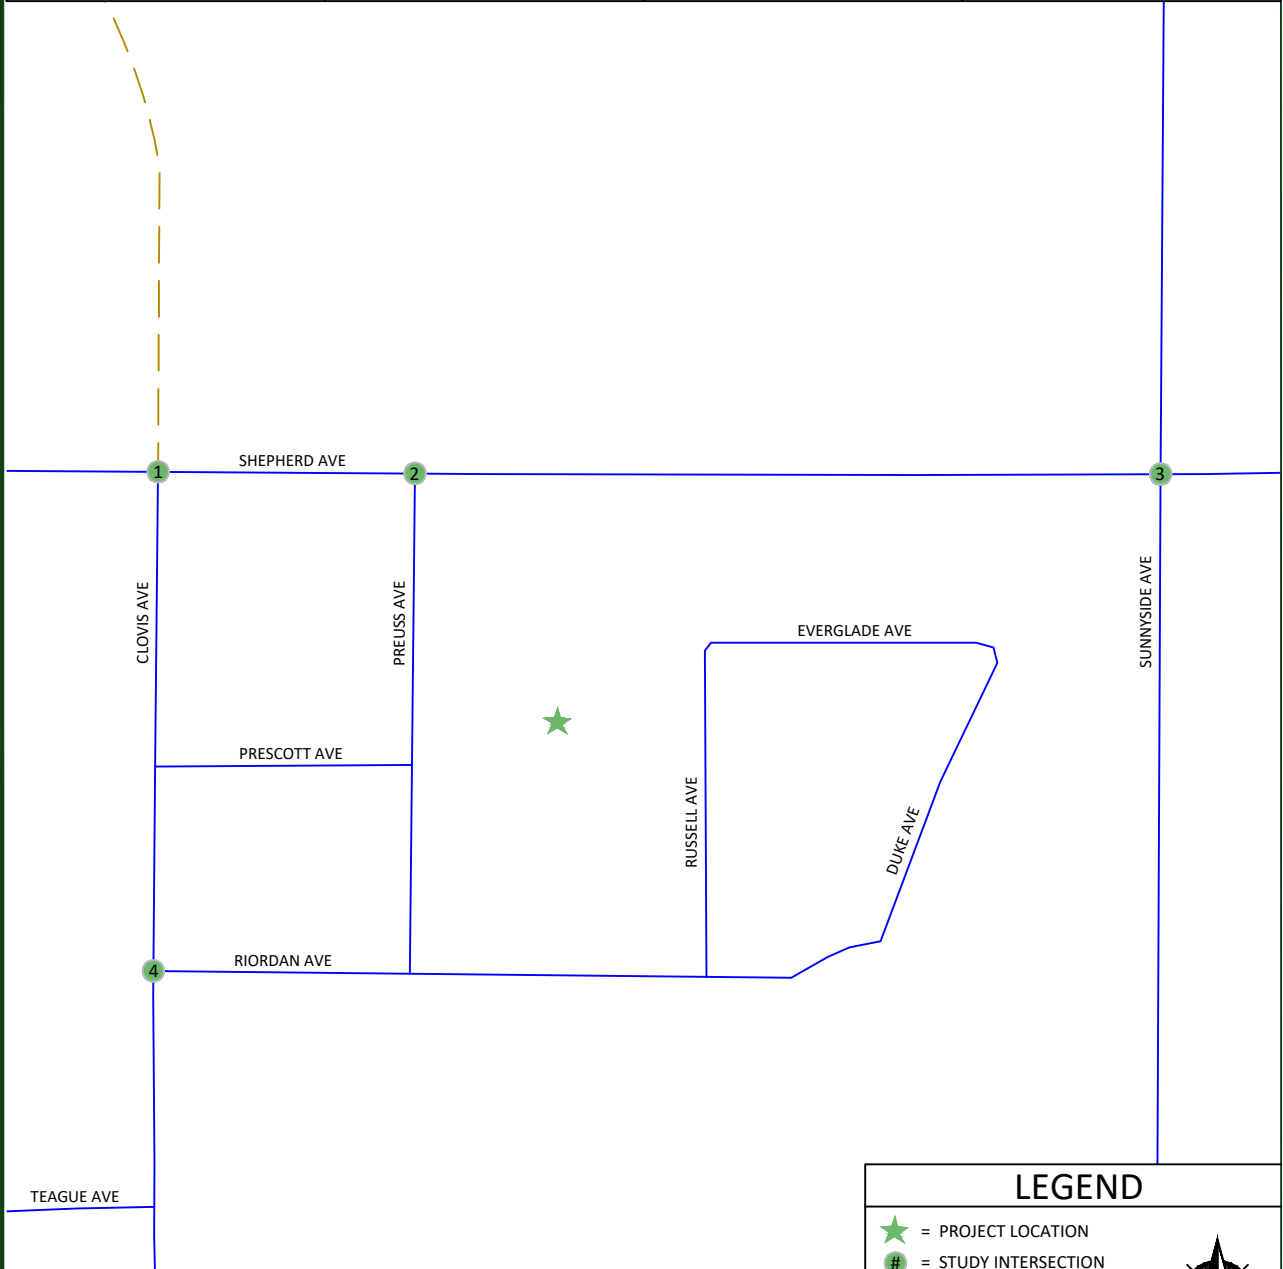 SHEPHERD AVE
1
2
3
CLOVIS AVE
PREUSS AVE
SUNNYSIDE AVE
EVERGLADE AVE
PRESCOTT AVE
RUSSELL AVE
DUKE AVE
RIORDAN AVE
4
TEAGUE AVE
LEGEND
= PROJECT LOCATION
# = STUDY INTERSECTION